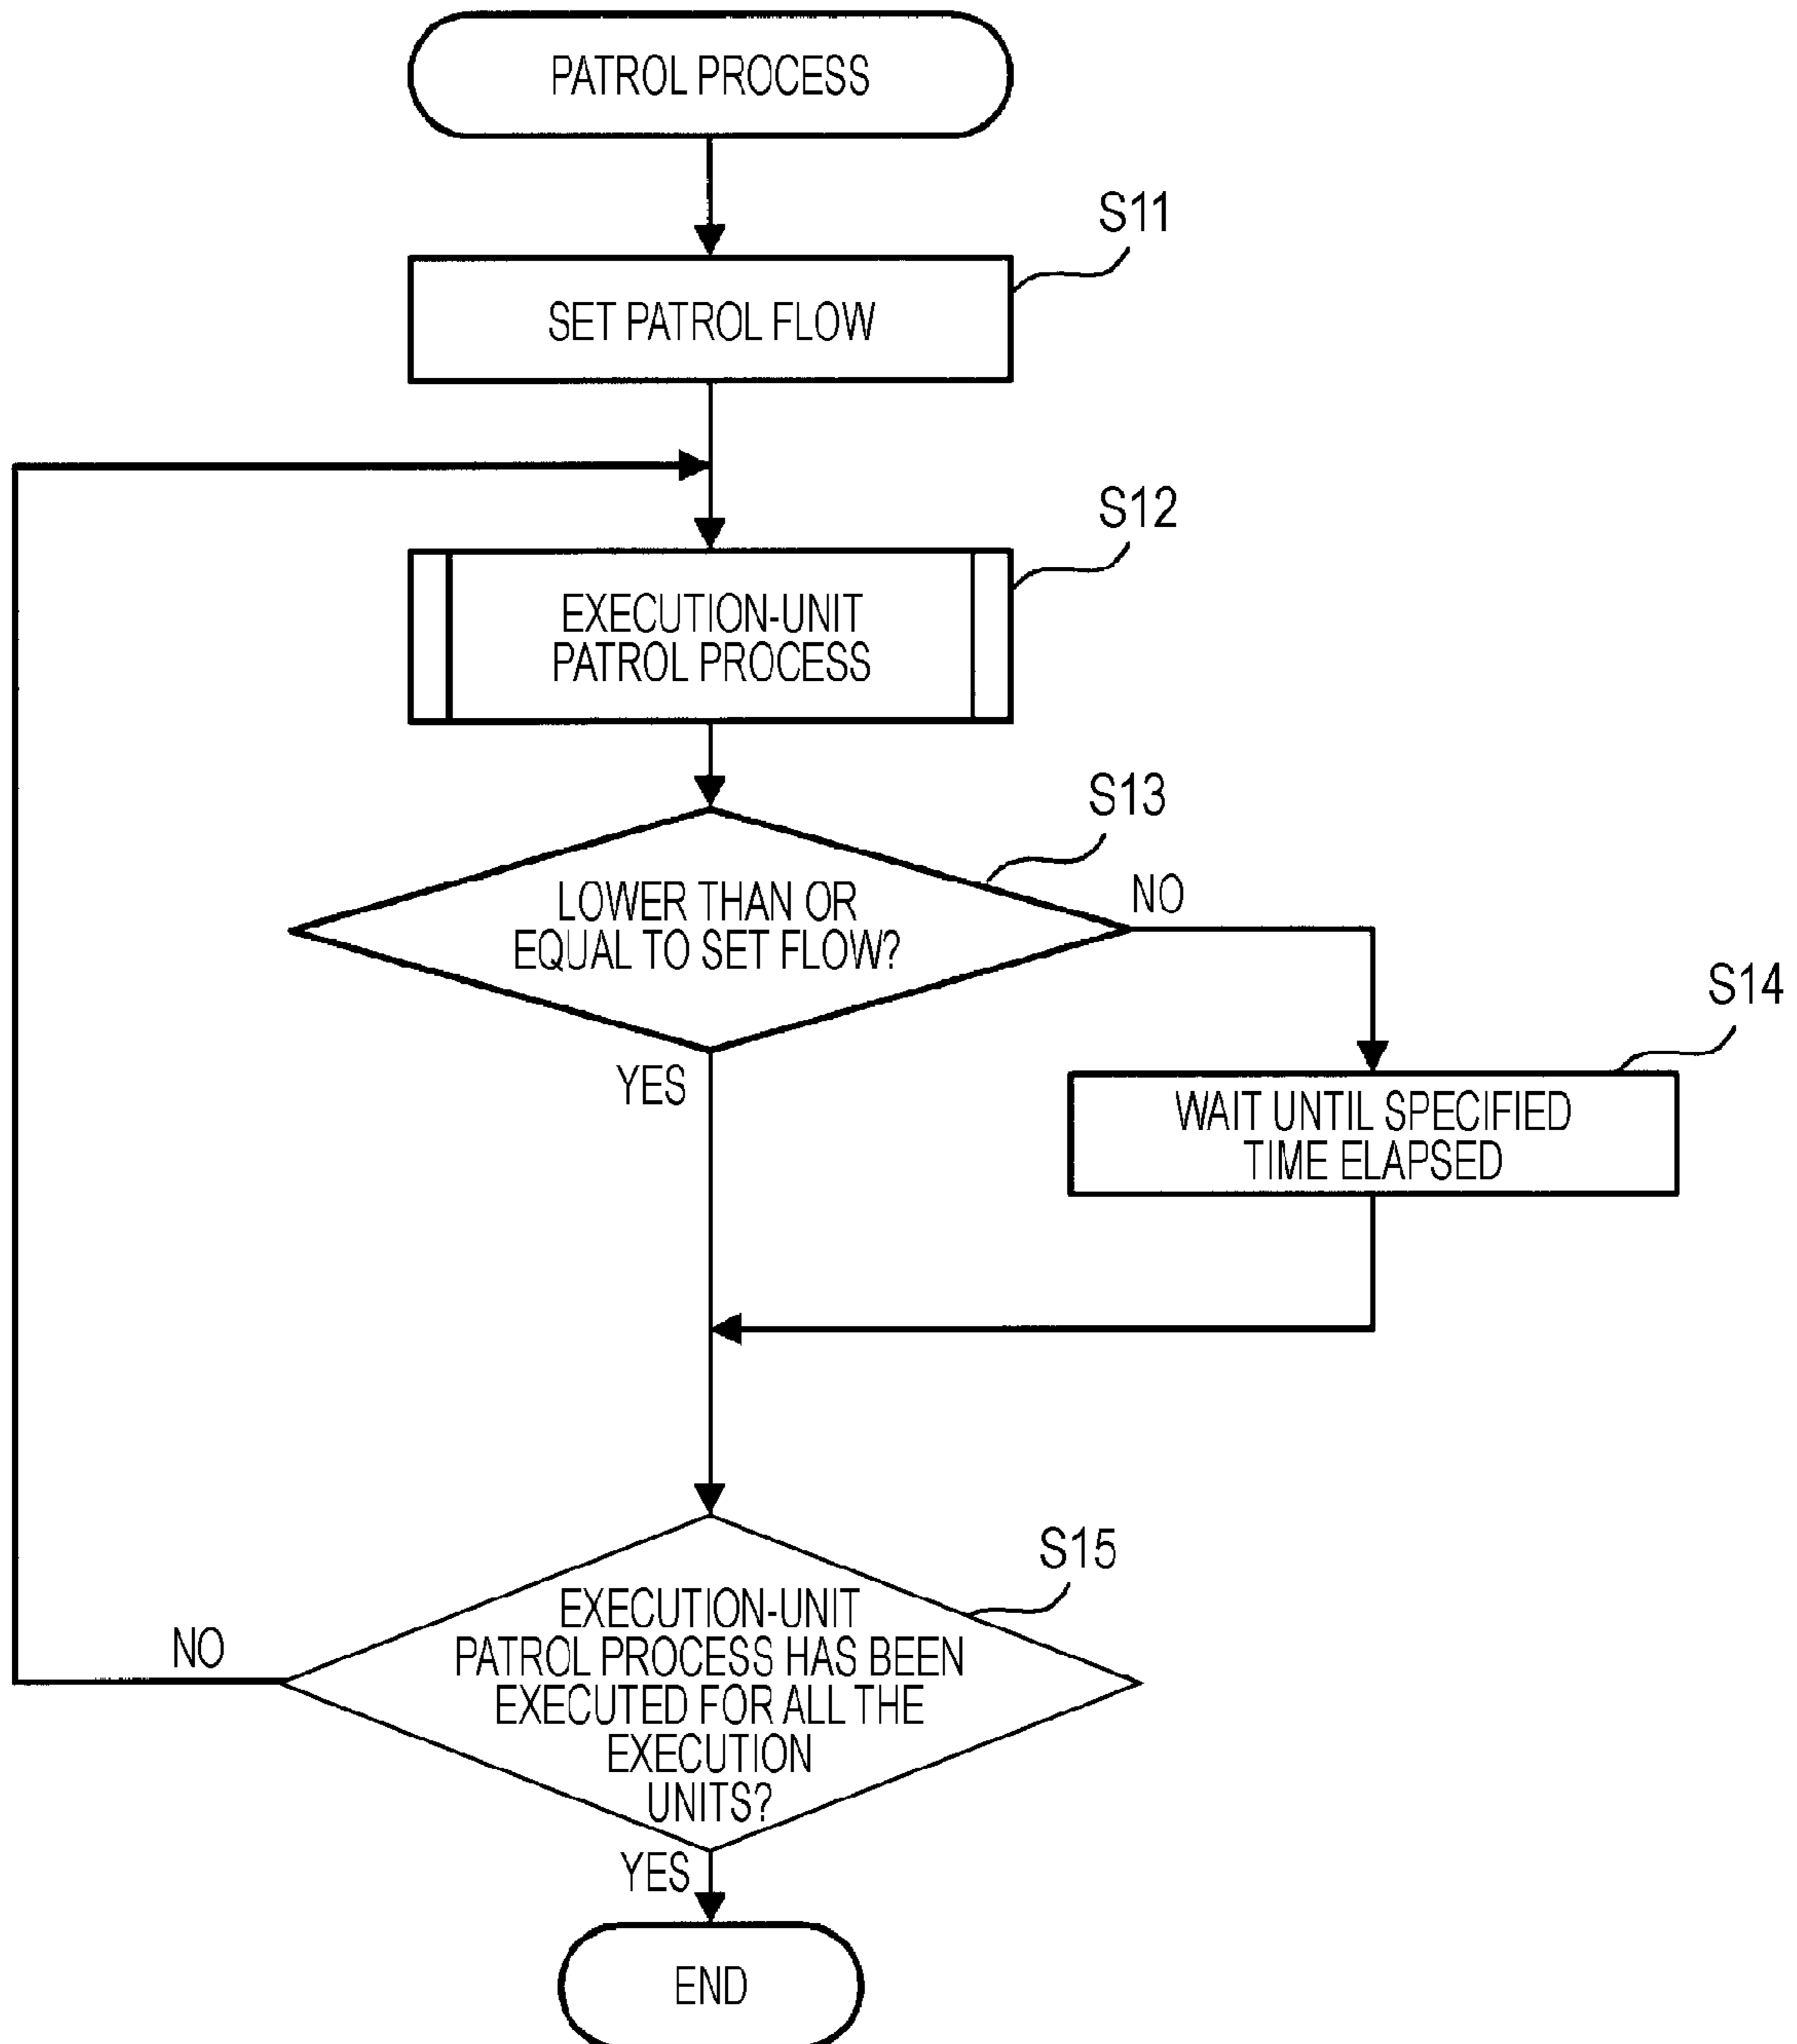 PATROL PROCESS
S11
SET PATROL FLOW
S12
EXECUTION-UNIT
PATROL PROCESS
S13
LOWER THAN OR
EQUAL TO SET FLOW?
NO
YES
S14
WAIT UNTIL SPECIFIED
TIME ELAPSED
S15
EXECUTION-UNIT
PATROL PROCESS HAS BEEN
EXECUTED FOR ALL THE
EXECUTION
UNITS?
NO
YES
END